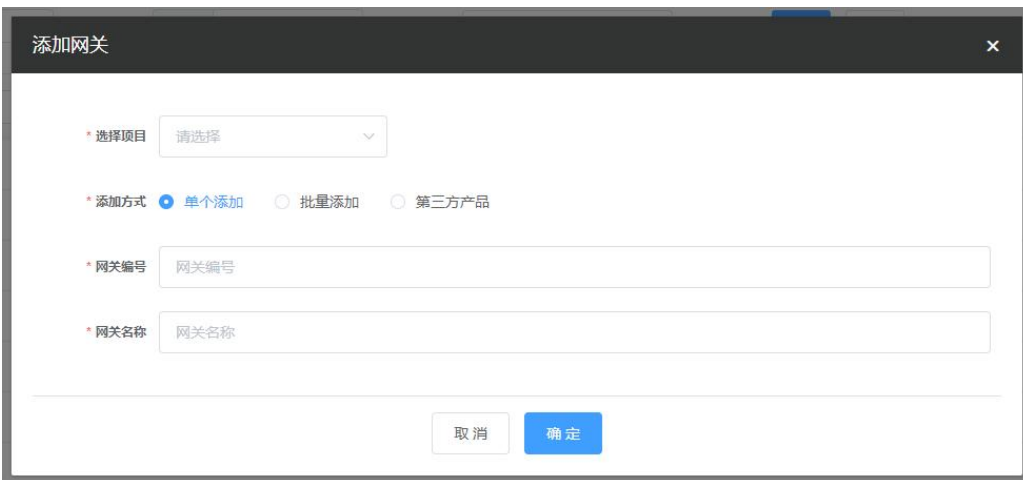 添加网关 ×
* 选择项目 请选择
* 添加方式 单个添加 批量添加 第三方产品
* 网关编号 网关编号
* 网关名称 网关名称
取消 确定